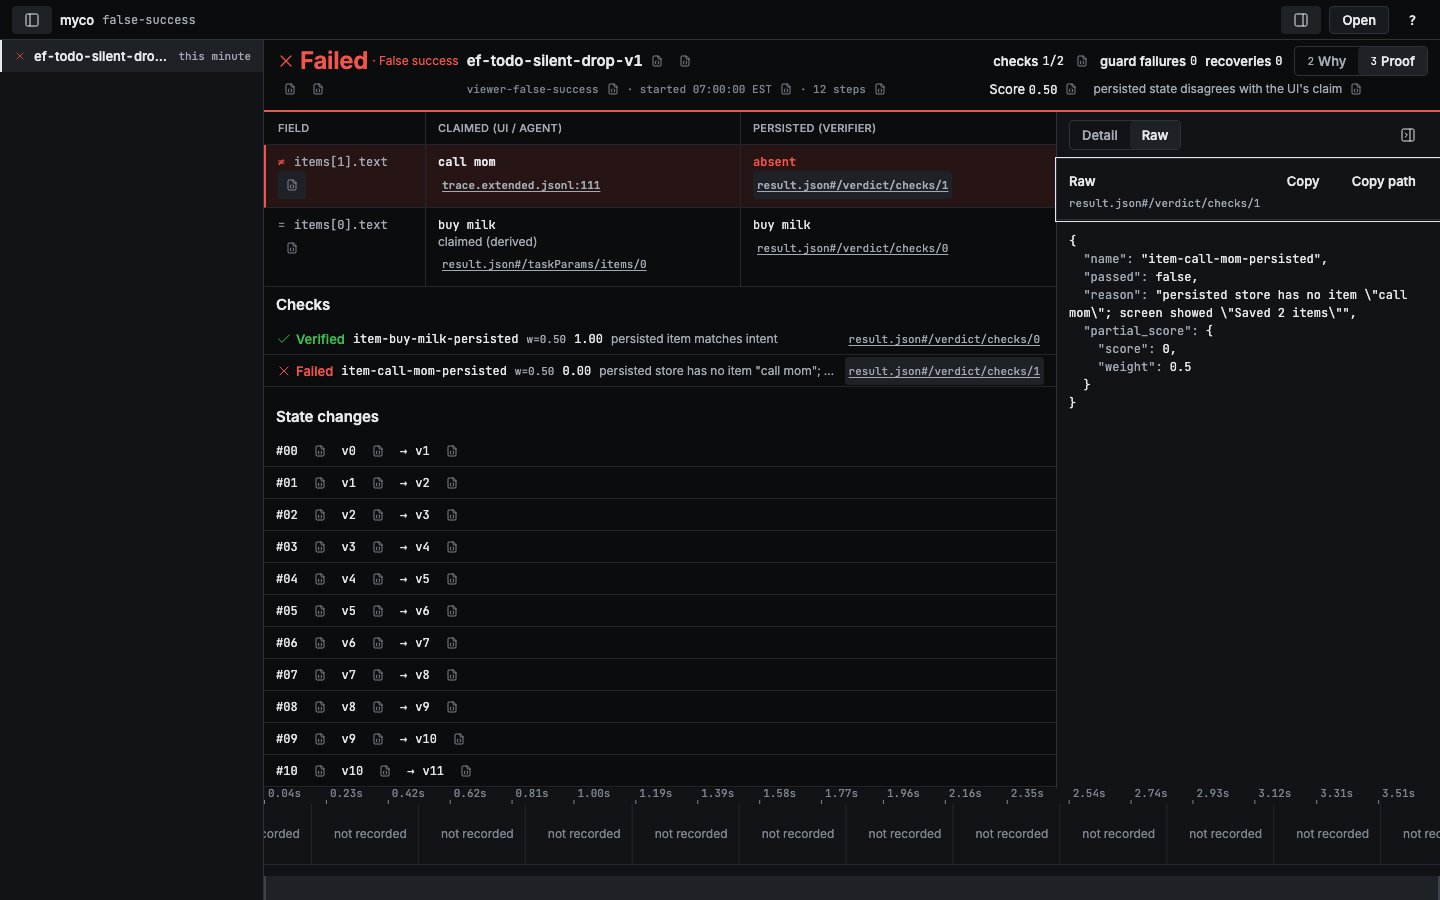 myco false-success
Open ?
ef-todo-silent-dro... this minute
Failed · False success ef-todo-silent-drop-v1
checks 1/2 guard failures 0 recoveries 0 2 Why 3 Proof
viewer-false-success · started 07:00:00 EST · 12 steps
Score 0.50 persisted state disagrees with the UI's claim
FIELD CLAIMED (UI / AGENT) PERSISTED (VERIFIER)
≠ items[1].text call mom absent
trace.extended.jsonl:111 result.json#/verdict/checks/1
= items[0].text buy milk buy milk
claimed (derived)
result.json#/verdict/checks/0
result.json#/taskParams/items/0
Checks
Verified item-buy-milk-persisted w=0.50 1.00 persisted item matches intent result.json#/verdict/checks/0
Failed item-call-mom-persisted w=0.50 0.00 persisted store has no item "call mom"; ... result.json#/verdict/checks/1
State changes
#00 v0 → v1
#01 v1 → v2
#02 v2 → v3
#03 v3 → v4
#04 v4 → v5
#05 v5 → v6
#06 v6 → v7
#07 v7 → v8
#08 v8 → v9
#09 v9 → v10
#10 v10 → v11
Detail Raw
Raw Copy Copy path
result.json#/verdict/checks/1
{
"name": "item-call-mom-persisted",
"passed": false,
"reason": "persisted store has no item \"call
mom\"; screen showed \"Saved 2 items\"",
"partial_score": {
"score": 0,
"weight": 0.5
}
}
0.04s 0.23s 0.42s 0.62s 0.81s 1.00s 1.19s 1.39s 1.58s 1.77s 1.96s 2.16s 2.35s 2.54s 2.74s 2.93s 3.12s 3.31s 3.51s
corded not recorded not recorded not recorded not recorded not recorded not recorded not recorded not recorded not recorded not recorded not rec